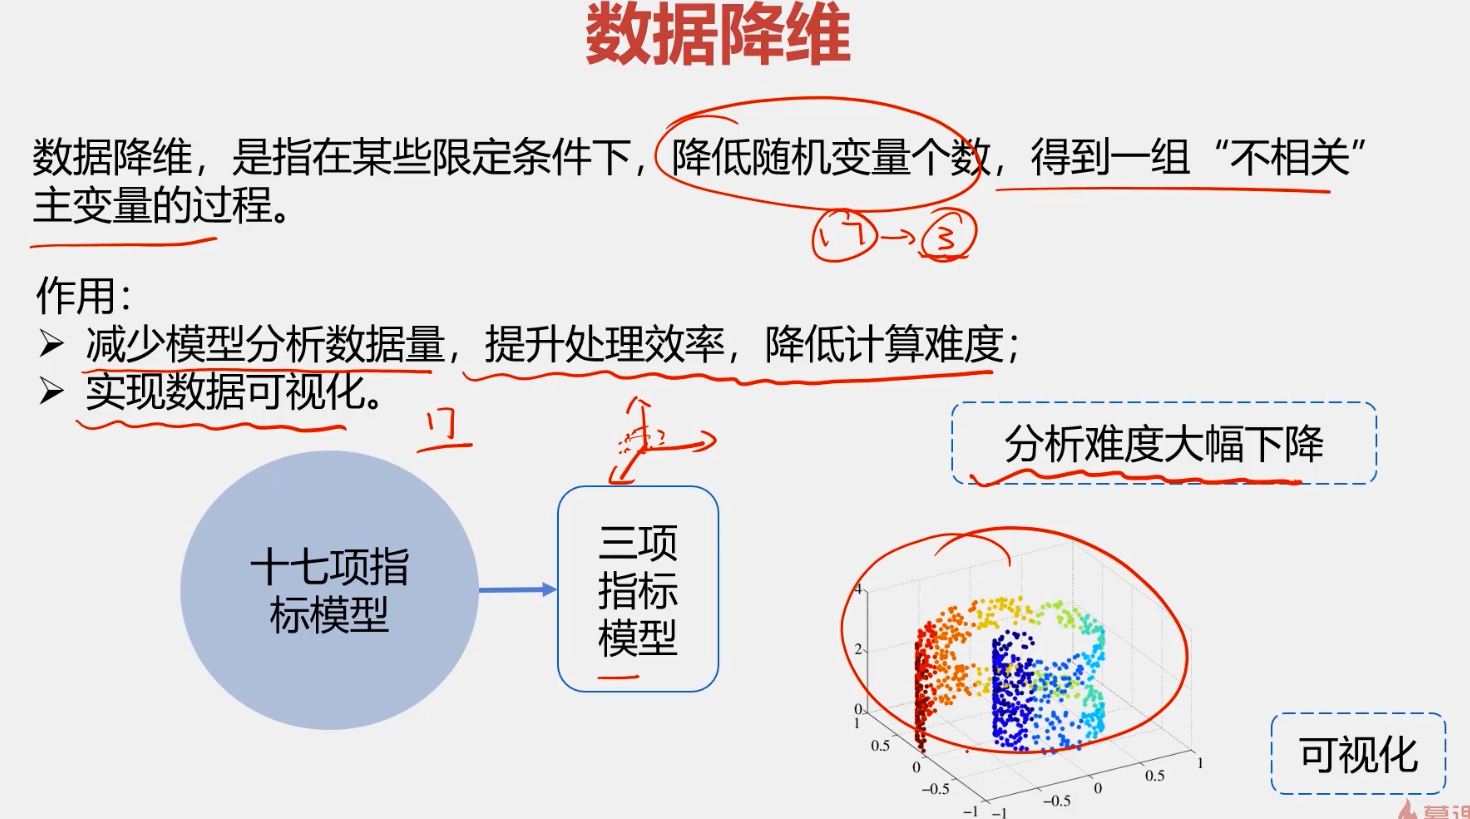 数据降维
数据降维，是指在某些限定条件下，降低随机变量个数，得到一组“不相关”
主变量的过程。
17→3
作用：
➢ 减少模型分析数据量，提升处理效率，降低计算难度；
➢ 实现数据可视化。
17
分析难度大幅下降
十七项指
标模型
三项
指标
模型
4
2
0
1
0.5
0
-0.5
-1
-1
-0.5
0
0.5
1
可视化
慕课